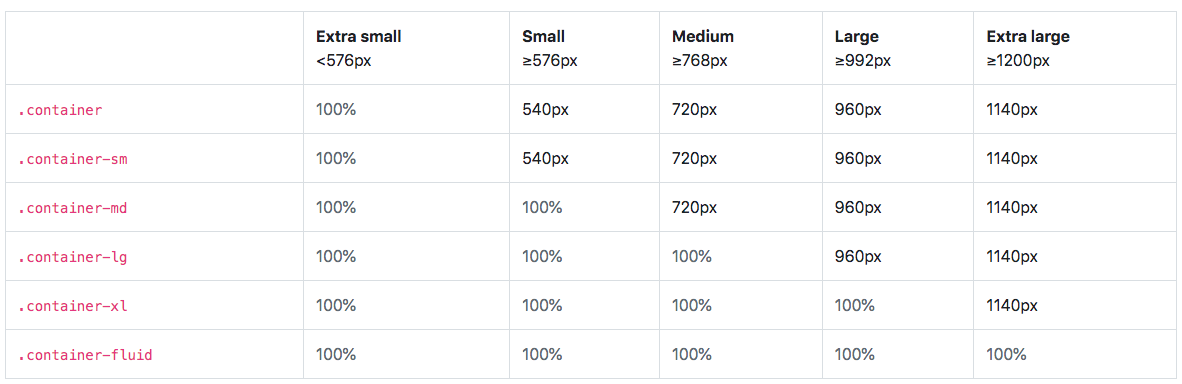 Extra small Small Medium Large Extra large
<576px ≥576px ≥768px ≥992px ≥1200px
.container 100% 540px 720px 960px 1140px
.container-sm 100% 540px 720px 960px 1140px
.container-md 100% 100% 720px 960px 1140px
.container-lg 100% 100% 100% 960px 1140px
.container-xl 100% 100% 100% 100% 1140px
.container-fluid 100% 100% 100% 100% 100%